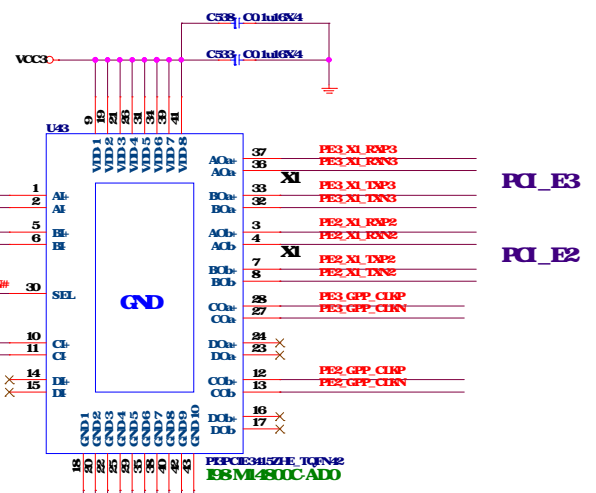 C538 C0.1u16X4
VCC3 C533 C0.1u16X4
9 19 21 26 31 34 39 41
U43
VDD1 VDD2 VDD3 VDD4 VDD5 VDD6 VDD7 VDD8
AOa+ 37 PE3_X1_RXP3
AOa- 36 PE3_X1_RXN3
X1 PCI_E3
1 AI+ BOa+ 33 PE3_X1_TXP3
2 AI- BOa- 32 PE3_X1_TXN3
5 BI+ AOb+ 3 PE2_X1_RXP2
6 BI- AOb- 4 PE2_X1_RXN2
X1 PCI_E2
BOb+ 7 PE2_X1_TXP2
BOb- 8 PE2_X1_TXN2
# 30 SEL GND
COa+ 28 PE3_GPP_CLKP
COa- 27 PE3_GPP_CLKN
10 CI+ DOa+ 24
11 CI- DOa- 23
14 DI+ COb+ 12 PE2_GPP_CLKP
15 DI- COb- 13 PE2_GPP_CLKN
DOb+ 16
DOb- 17
GND1 GND2 GND3 GND4 GND5 GND6 GND7 GND8 GND9 GND10
18 20 22 25 29 35 38 40 42 43
PI3PCIE3415ZHE_TQFN42